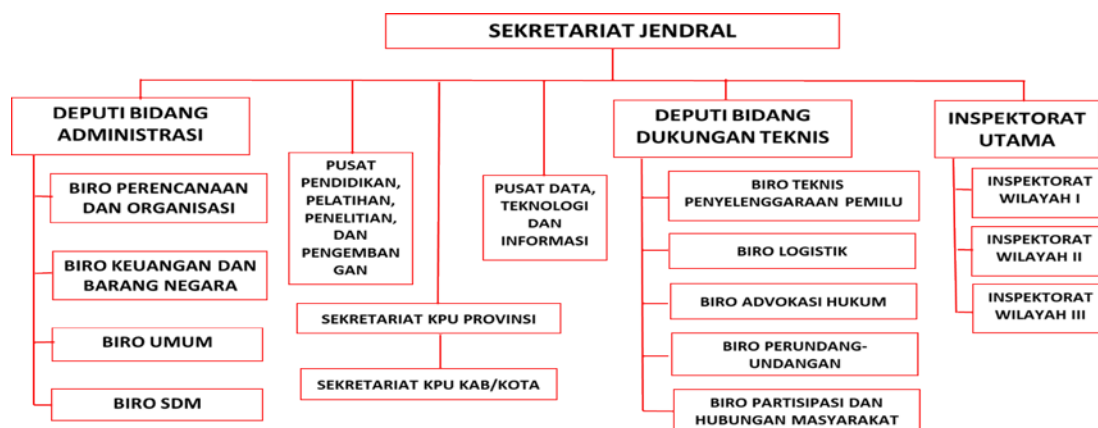 SEKRETARIAT JENDRAL
DEPUTI BIDANG
ADMINISTRASI
BIRO PERENCANAAN
DAN ORGANISASI
BIRO KEUANGAN DAN
BARANG NEGARA
BIRO UMUM
BIRO SDM
PUSAT
PENDIDIKAN,
PELATIHAN,
PENELITIAN,
DAN
PENGEMBAN
GAN
SEKRETARIAT KPU PROVINSI
SEKRETARIAT KPU KAB/KOTA
PUSAT DATA,
TEKNOLOGI
DAN
INFORMASI
DEPUTI BIDANG
DUKUNGAN TEKNIS
BIRO TEKNIS
PENYELENGGARAAN PEMILU
BIRO LOGISTIK
BIRO ADVOKASI HUKUM
BIRO PERUNDANG-
UNDANGAN
BIRO PARTISIPASI DAN
HUBUNGAN MASYARAKAT
INSPEKTORAT
UTAMA
INSPEKTORAT
WILAYAH I
INSPEKTORAT
WILAYAH II
INSPEKTORAT
WILAYAH III